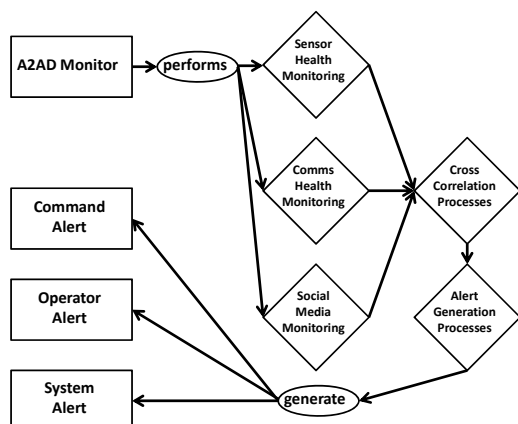 A2AD Monitor
performs
Sensor
Health
Monitoring
Comms
Health
Monitoring
Social
Media
Monitoring
Cross
Correlation
Processes
Alert
Generation
Processes
generate
Command
Alert
Operator
Alert
System
Alert